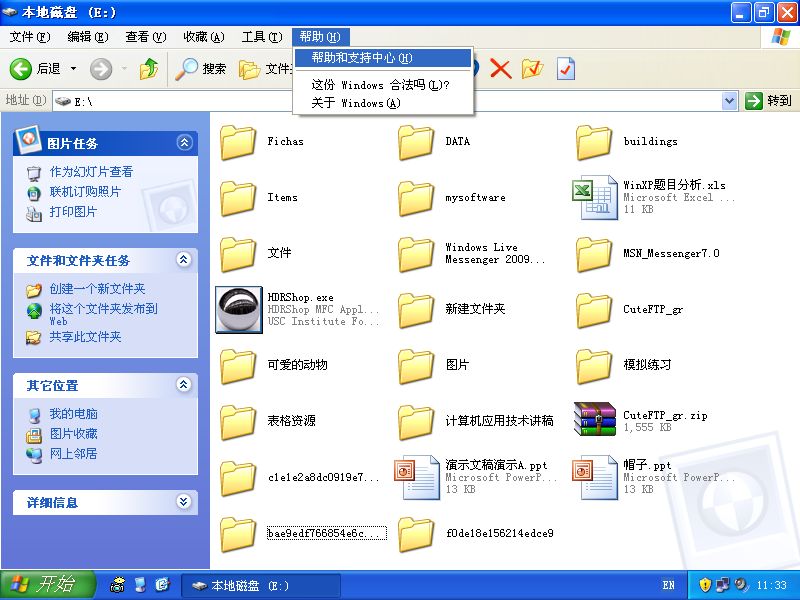 本地磁盘 (E:)
文件(F) 编辑(E) 查看(V) 收藏(A) 工具(T) 帮助(H)
帮助和支持中心(H)
这份 Windows 合法吗(L)?
关于 Windows(A)
后退 搜索
地址(D) E:\ 转到
图片任务
作为幻灯片查看
联机订购照片
打印图片
文件和文件夹任务
创建一个新文件夹
将这个文件夹发布到
Web
共享此文件夹
其它位置
我的电脑
图片收藏
网上邻居
详细信息
Fichas
DATA
buildings
Items
mysoftware
WinXP题目分析.xls
Microsoft Excel ...
11 KB
文件
Windows Live
Messenger 2009...
MSN_Messenger7.0
HDRShop.exe
HDRShop MFC Appl...
USC Institute Fo...
新建文件夹
CuteFTP_gr
可爱的动物
图片
模拟练习
表格资源
计算机应用技术讲稿
CuteFTP_gr.zip
1,555 KB
c1e1e2a8dc0919e7...
演示文稿演示A.ppt
Microsoft PowerP...
13 KB
帽子.ppt
Microsoft PowerP...
13 KB
bae9edf766854e6c...
f0de18e156214edce9
开始
本地磁盘 (E:)
EN
11:33